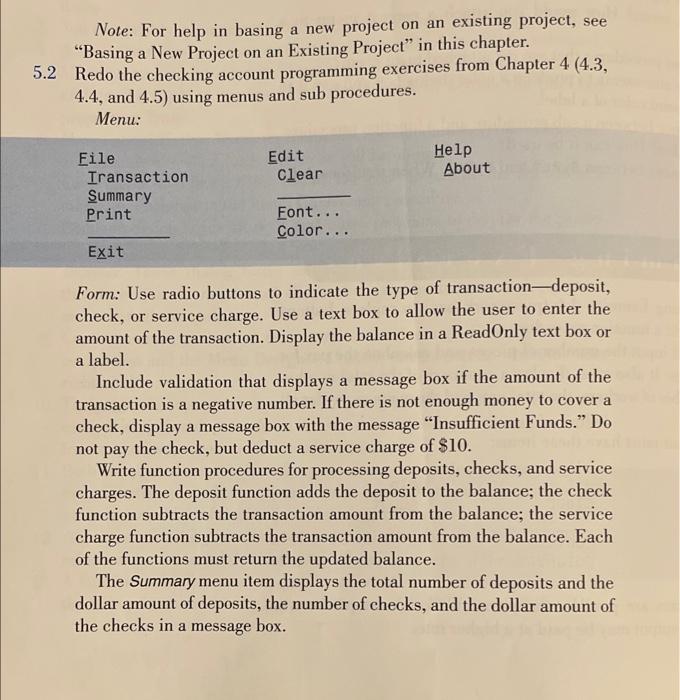 Note: For help in basing a new project on an existing project, see
“Basing a New Project on an Existing Project” in this chapter.
5.2 Redo the checking account programming exercises from Chapter 4 (4.3,
4.4, and 4.5) using menus and sub procedures.
Menu:
File Edit Help
Transaction Clear About
Summary
Print Font...
Color...
Exit
Form: Use radio buttons to indicate the type of transaction—deposit,
check, or service charge. Use a text box to allow the user to enter the
amount of the transaction. Display the balance in a ReadOnly text box or
a label.
Include validation that displays a message box if the amount of the
transaction is a negative number. If there is not enough money to cover a
check, display a message box with the message “Insufficient Funds.” Do
not pay the check, but deduct a service charge of $10.
Write function procedures for processing deposits, checks, and service
charges. The deposit function adds the deposit to the balance; the check
function subtracts the transaction amount from the balance; the service
charge function subtracts the transaction amount from the balance. Each
of the functions must return the updated balance.
The Summary menu item displays the total number of deposits and the
dollar amount of deposits, the number of checks, and the dollar amount of
the checks in a message box.